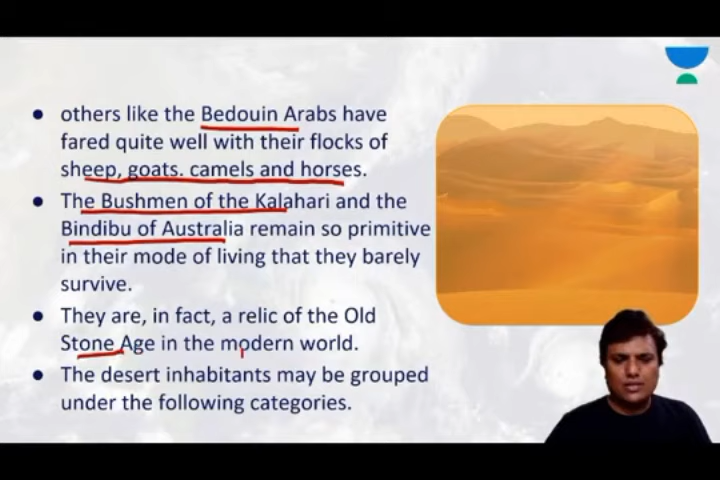 others like the Bedouin Arabs have
fared quite well with their flocks of
sheep, goats. camels and horses.
The Bushmen of the Kalahari and the
Bindibu of Australia remain so primitive
in their mode of living that they barely
survive.
They are, in fact, a relic of the Old
Stone Age in the modern world.
The desert inhabitants may be grouped
under the following categories.